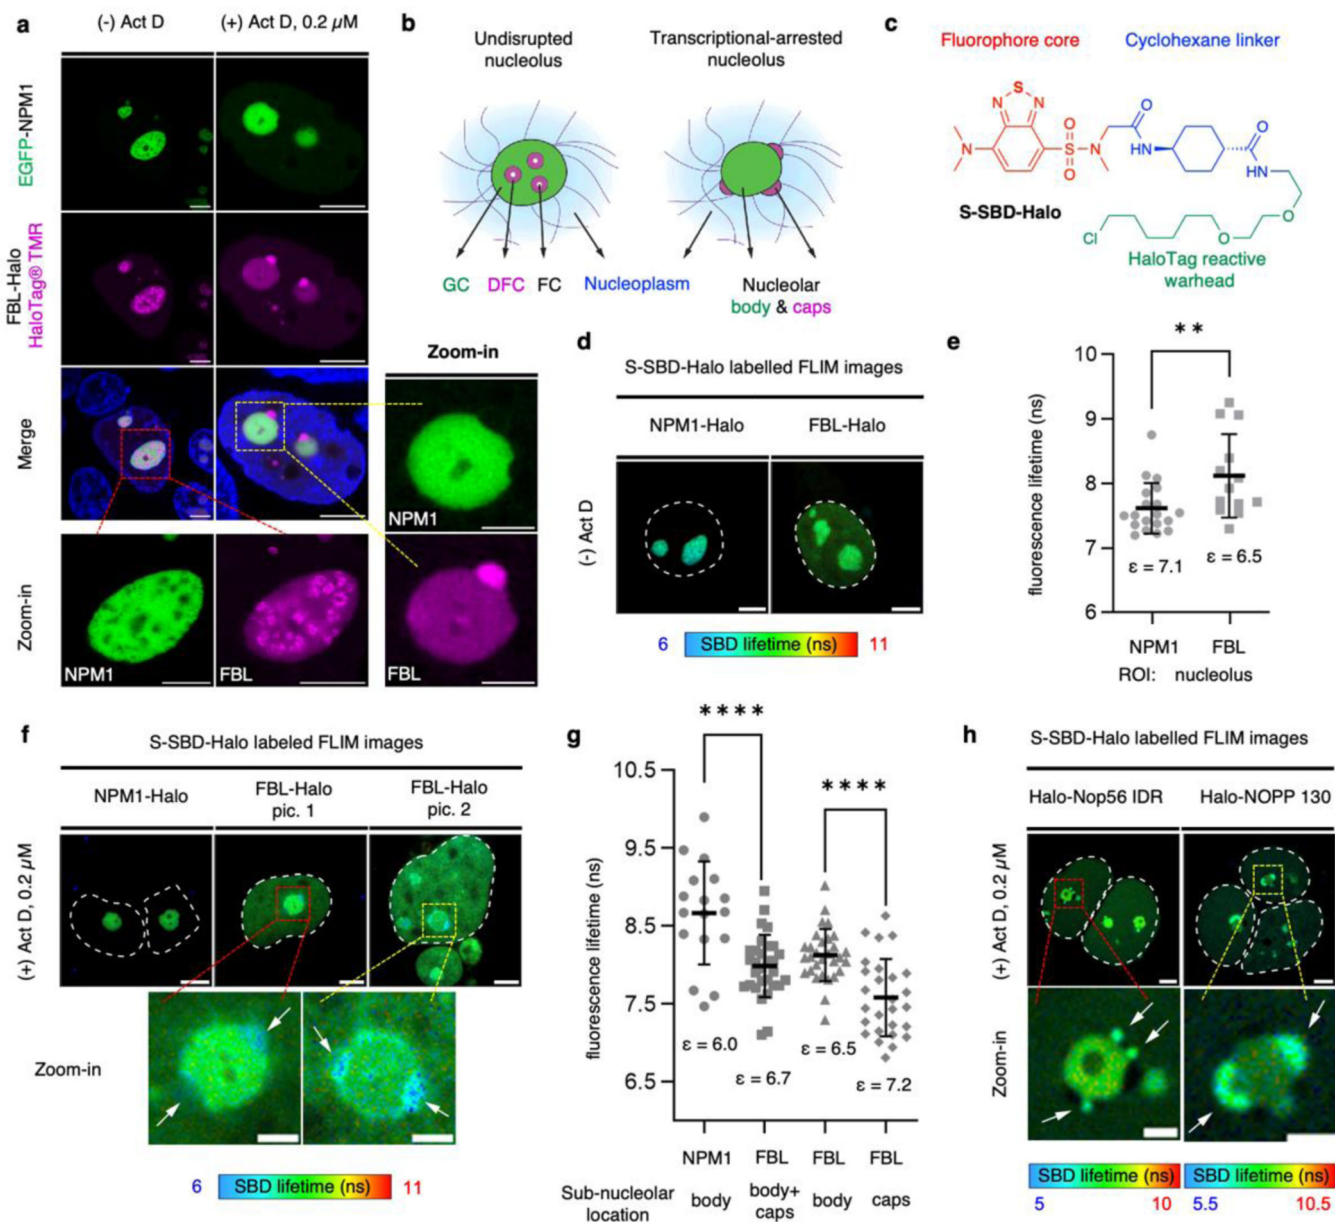 a
(-) Act D
(+) Act D, 0.2 µM
EGFP-NPM1
FBL-Halo
HaloTag® TMR
Merge
Zoom-in
Zoom-in
NPM1
FBL
NPM1
FBL
b
Undisrupted
nucleolus
Transcriptional-arrested
nucleolus
GC
DFC
FC
Nucleoplasm
Nucleolar
body & caps
c
Fluorophore core
Cyclohexane linker
S
N
N
N
S
O
O
N
O
HN
O
HN
O
O
Cl
S-SBD-Halo
HaloTag reactive
warhead
d
S-SBD-Halo labelled FLIM images
NPM1-Halo
FBL-Halo
(-) Act D
6
SBD lifetime (ns)
11
e
**
fluorescence lifetime (ns)
10
9
8
7
6
ε = 7.1
ε = 6.5
NPM1
FBL
ROI: nucleolus
f
S-SBD-Halo labeled FLIM images
NPM1-Halo
FBL-Halo
pic. 1
FBL-Halo
pic. 2
(+) Act D, 0.2 µM
Zoom-in
6
SBD lifetime (ns)
11
g
****
****
fluorescence lifetime (ns)
10.5
9.5
8.5
7.5
6.5
ε = 6.0
ε = 6.7
ε = 6.5
ε = 7.2
NPM1
FBL
FBL
FBL
Sub-nucleolar
location
body
body+
caps
body
caps
h
S-SBD-Halo labelled FLIM images
Halo-Nop56 IDR
Halo-NOPP 130
(+) Act D, 0.2 µM
Zoom-in
SBD lifetime (ns)
SBD lifetime (ns)
5
10
5.5
10.5